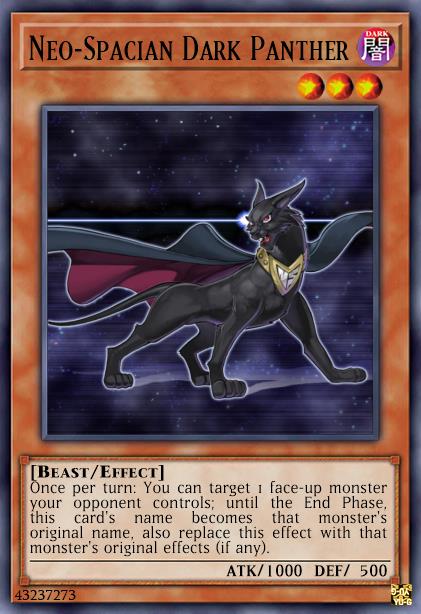 Neo-Spacian Dark Panther
DARK
闇
NS
[Beast/Effect]
Once per turn: You can target 1 face-up monster
your opponent controls; until the End Phase,
this card's name becomes that monster's
original name, also replace this effect with that
monster's original effects (if any).
ATK/1000 DEF/ 500
43237273